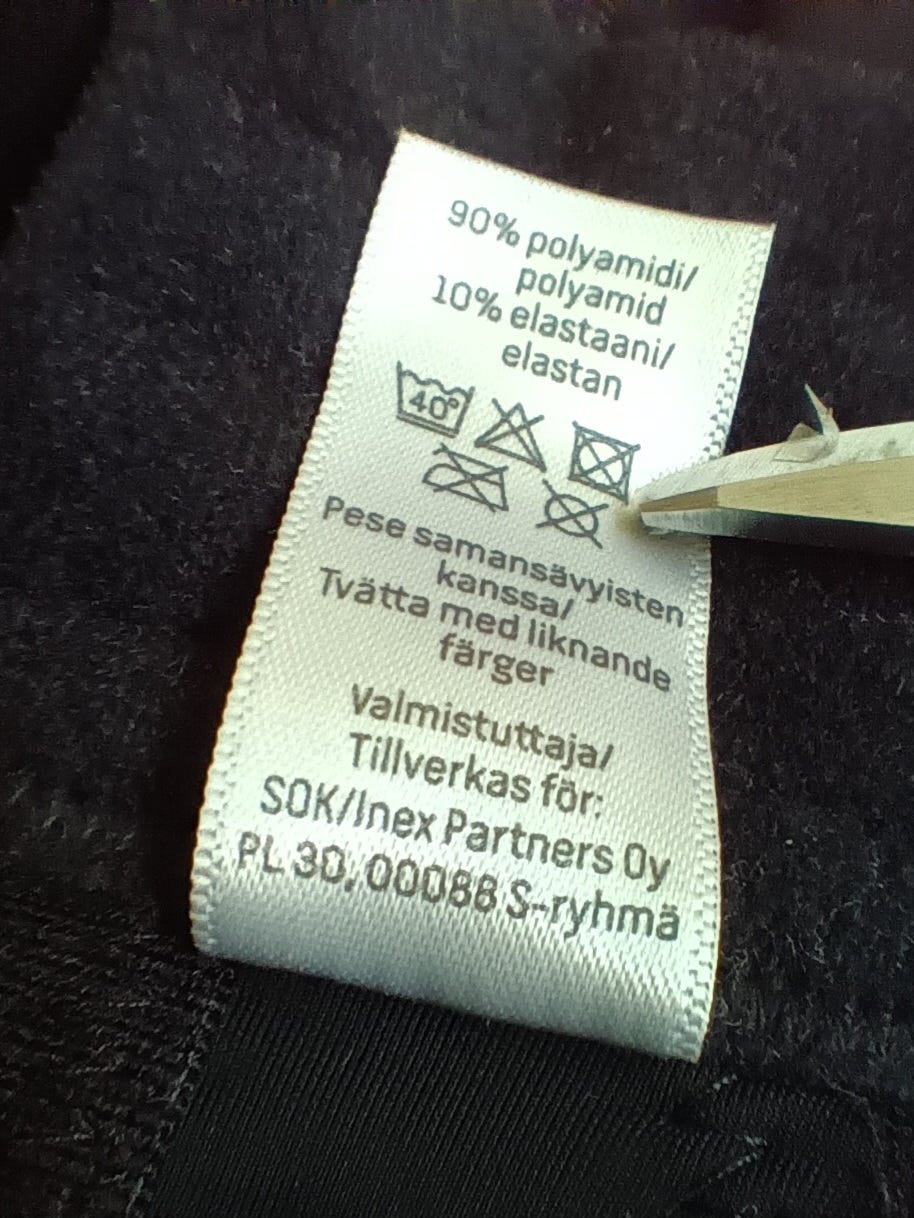 90% polyamidi/
polyamid
10% elastaani/
elastan
40°
Pese samansävyisten
kanssa/
Tvätta med liknande
färger
Valmistuttaja/
Tillverkas för:
SOK/Inex Partners Oy
PL 30, 00088 S-ryhmä